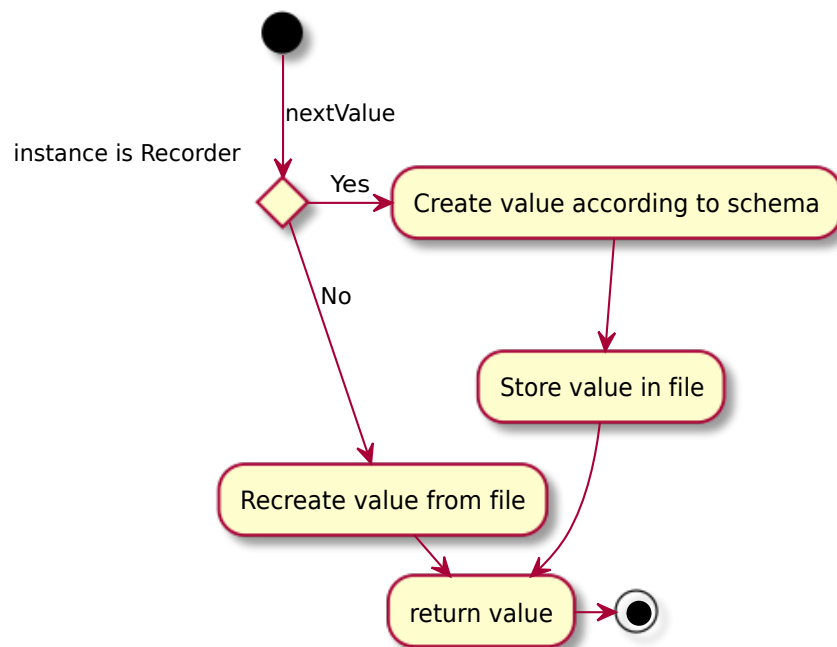 nextValue
instance is Recorder
Yes
Create value according to schema
No
Store value in file
Recreate value from file
return value